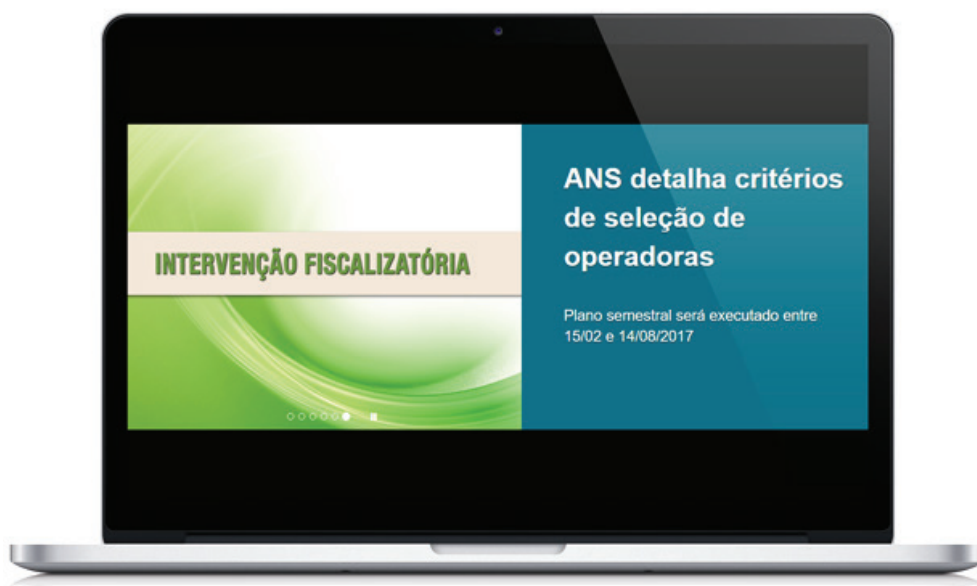 INTERVENÇÃO FISCALIZATÓRIA
ANS detalha critérios
de seleção de
operadoras
Plano semestral será executado entre
15/02 e 14/08/2017